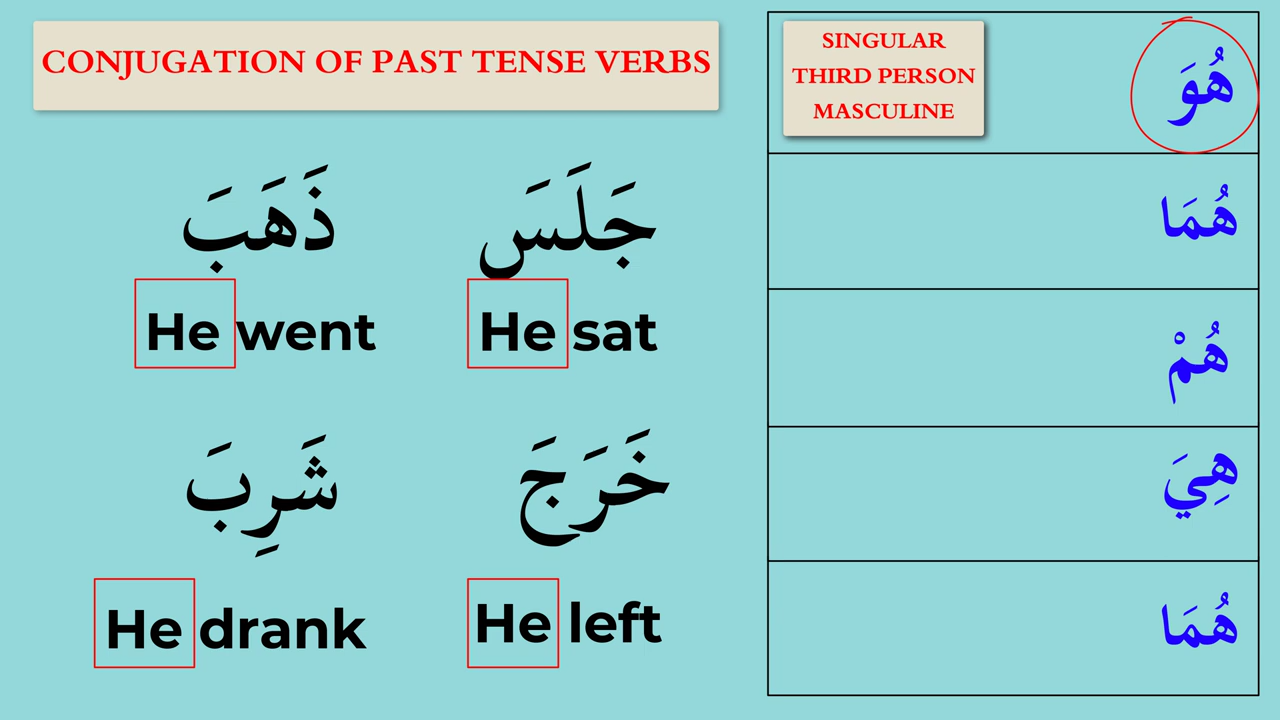 CONJUGATION OF PAST TENSE VERBS
ذَهَبَ
He went
جَلَسَ
He sat
شَرِبَ
He drank
خَرَجَ
He left
SINGULAR
THIRD PERSON
MASCULINE
هُوَ
هُمَا
هُمْ
هِيَ
هُمَا